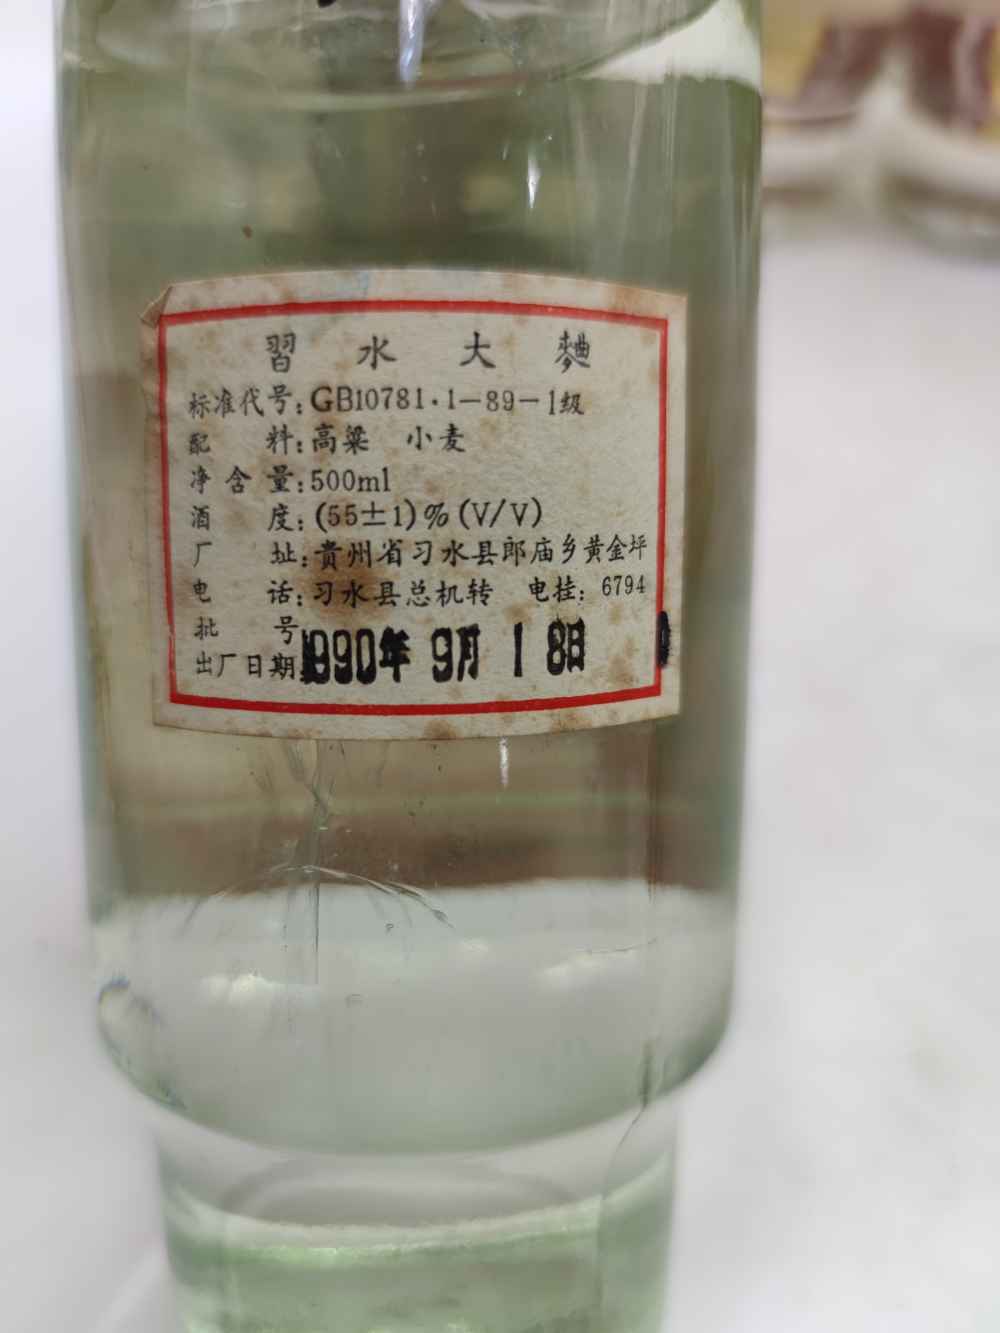 習水大麯
标准代号:GB10781·1-89-1级
配料:高粱 小麦
净含量:500ml
酒度:(55±1)%(V/V)
厂址:贵州省习水县郎庙乡黄金坪
电话:习水县总机转 电挂:6794
批号
出厂日期:1990年9月18日